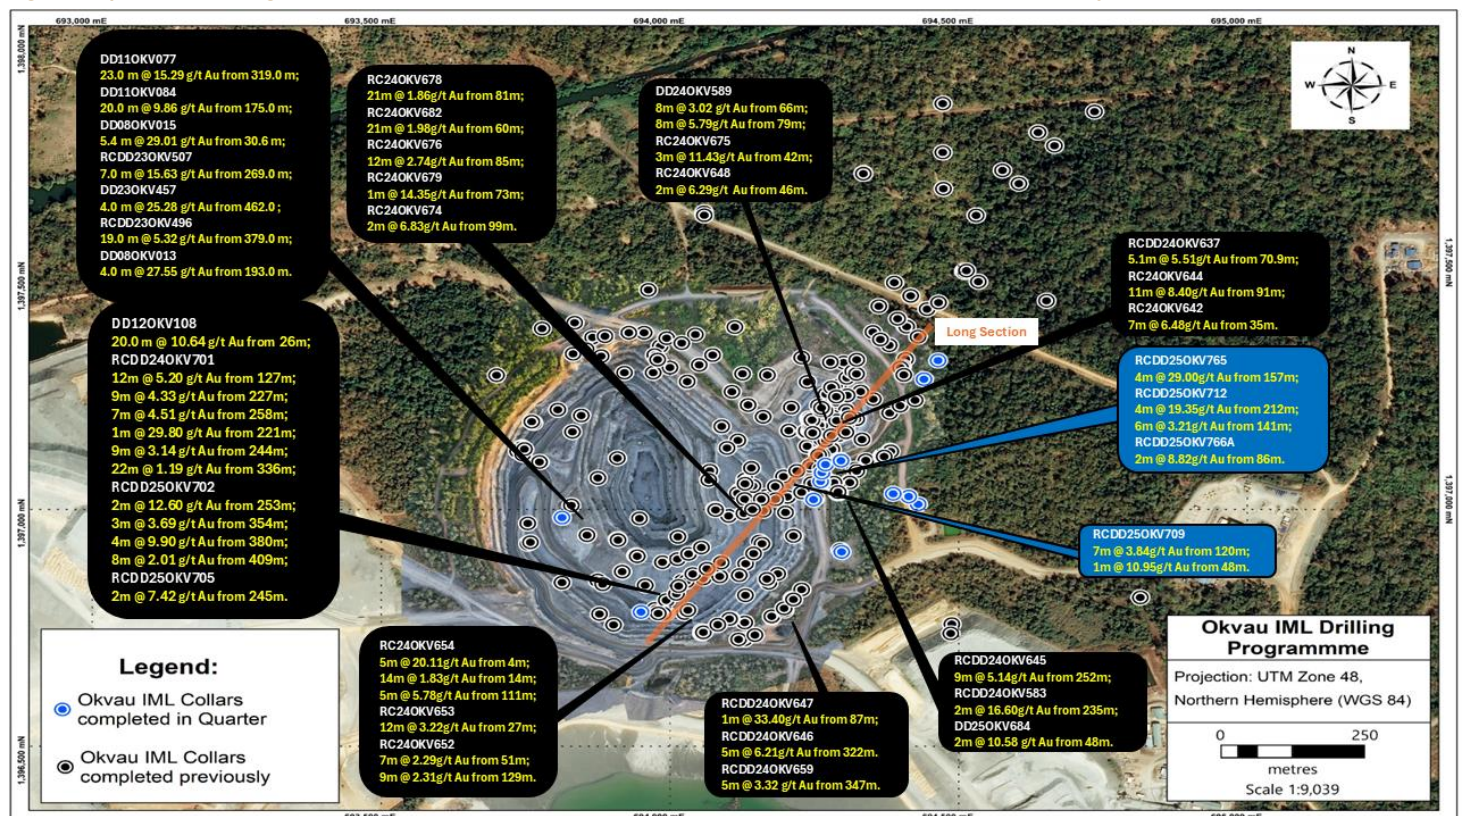 693,000 mE
693,500 mE
694,000 mE
694,500 mE
695,000 mE
1,398,000 mN
1,397,500 mN
1,397,000 mN
1,396,500 mN
1,397,500 mN
1,397,000 mN
N
W
E
S
DD11OKV077
23.0 m @ 15.29 g/t Au from 319.0 m;
DD11OKV084
20.0 m @ 9.86 g/t Au from 175.0 m;
DD08OKV015
5.4 m @ 29.01 g/t Au from 30.6 m;
RCDD23OKV507
7.0 m @ 15.63 g/t Au from 269.0 m;
DD23OKV457
4.0 m @ 25.28 g/t Au from 462.0 ;
RCDD23OKV496
19.0 m @ 5.32 g/t Au from 379.0 m;
DD08OKV013
4.0 m @ 27.55 g/t Au from 193.0 m.
RC24OKV678
21m @ 1.86g/t Au from 81m;
RC24OKV682
21m @ 1.98g/t Au from 60m;
RC24OKV676
12m @ 2.74g/t Au from 85m;
RC24OKV679
1m @ 14.35g/t Au from 73m;
RC24OKV674
2m @ 6.83g/t Au from 99m.
DD24OKV589
8m @ 3.02 g/t Au from 66m;
8m @ 5.79g/t Au from 79m;
RC24OKV675
3m @ 11.43g/t Au from 42m;
RC24OKV648
2m @ 6.29g/t Au from 46m.
RCDD24OKV637
5.1m @ 5.51g/t Au from 70.9m;
RC24OKV644
11m @ 8.40g/t Au from 91m;
RC24OKV642
7m @ 6.48g/t Au from 35m.
Long Section
RCDD25OKV765
4m @ 29.00g/t Au from 157m;
RCDD25OKV712
4m @ 19.35g/t Au from 212m;
6m @ 3.21g/t Au from 141m;
RCDD25OKV766A
2m @ 8.82g/t Au from 86m.
DD12OKV108
20.0 m @ 10.64 g/t Au from 26m;
RCDD24OKV701
12m @ 5.20 g/t Au from 127m;
9m @ 4.33 g/t Au from 227m;
7m @ 4.51 g/t Au from 258m;
1m @ 29.80 g/t Au from 221m;
9m @ 3.14 g/t Au from 244m;
22m @ 1.19 g/t Au from 336m;
RCDD25OKV702
2m @ 12.60 g/t Au from 253m;
3m @ 3.69 g/t Au from 354m;
4m @ 9.90 g/t Au from 380m;
8m @ 2.01 g/t Au from 409m;
RCDD25OKV705
2m @ 7.42 g/t Au from 245m.
RCDD25OKV709
7m @ 3.84g/t Au from 120m;
1m @ 10.95g/t Au from 48m.
RC24OKV654
5m @ 20.11g/t Au from 4m;
14m @ 1.83g/t Au from 14m;
5m @ 5.78g/t Au from 111m;
RC24OKV653
12m @ 3.22g/t Au from 27m;
RC24OKV652
7m @ 2.29g/t Au from 51m;
9m @ 2.31g/t Au from 129m.
RCDD24OKV647
1m @ 33.40g/t Au from 87m;
RCDD24OKV646
5m @ 6.21g/t Au from 322m.
RCDD24OKV659
5m @ 3.32 g/t Au from 347m.
RCDD24OKV645
9m @ 5.14g/t Au from 252m;
RCDD24OKV583
2m @ 16.60g/t Au from 235m;
DD25OKV684
2m @ 10.58 g/t Au from 48m.
Legend:
Okvau IML Collars
completed in Quarter
Okvau IML Collars
completed previously
Okvau IML Drilling
Programmme
Projection: UTM Zone 48,
Northern Hemisphere (WGS 84)
0
250
metres
Scale 1:9,039